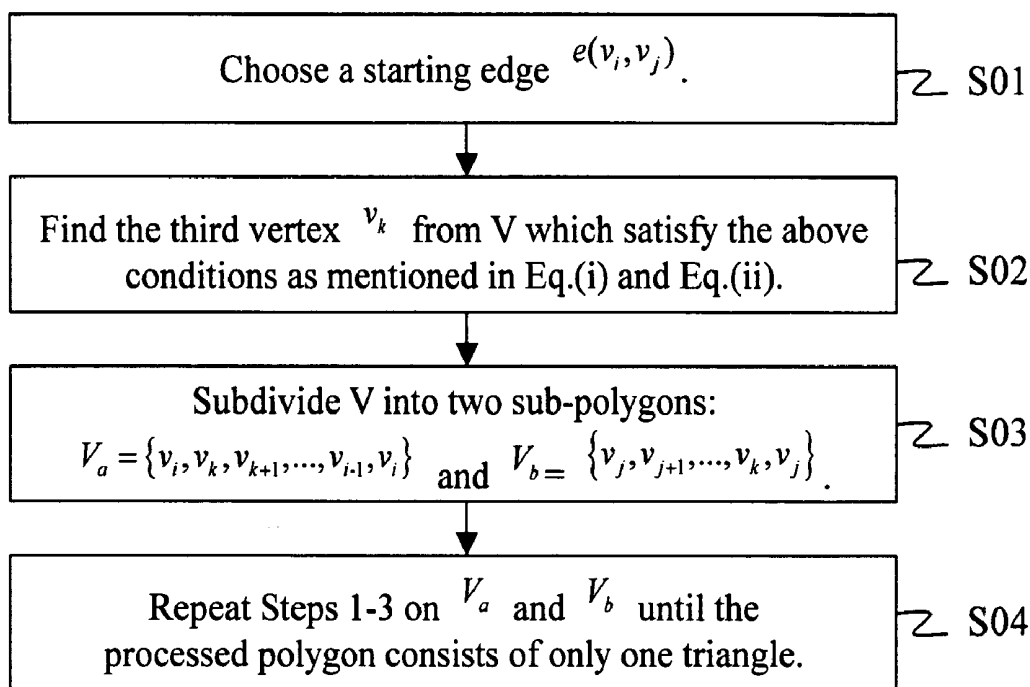 Choose a starting edge e(v_i, v_j). S01
Find the third vertex v_k from V which satisfy the above
conditions as mentioned in Eq.(i) and Eq.(ii). S02
Subdivide V into two sub-polygons:
V_a = {v_i, v_k, v_{k+1}, ..., v_{i-1}, v_i} and V_b = {v_j, v_{j+1}, ..., v_k, v_j}. S03
Repeat Steps 1-3 on V_a and V_b until the
processed polygon consists of only one triangle. S04